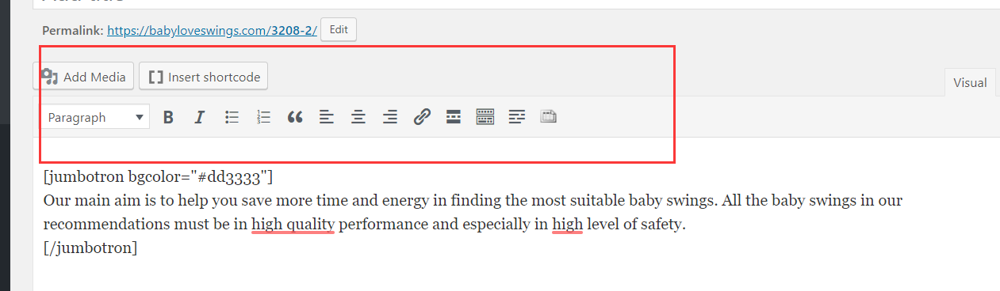 Permalink: https://babyloveswings.com/3208-2/ Edit
Add Media Insert shortcode
Visual
Paragraph B I
[jumbotron bgcolor="#dd3333"]
Our main aim is to help you save more time and energy in finding the most suitable baby swings. All the baby swings in our
recommendations must be in high quality performance and especially in high level of safety.
[/jumbotron]